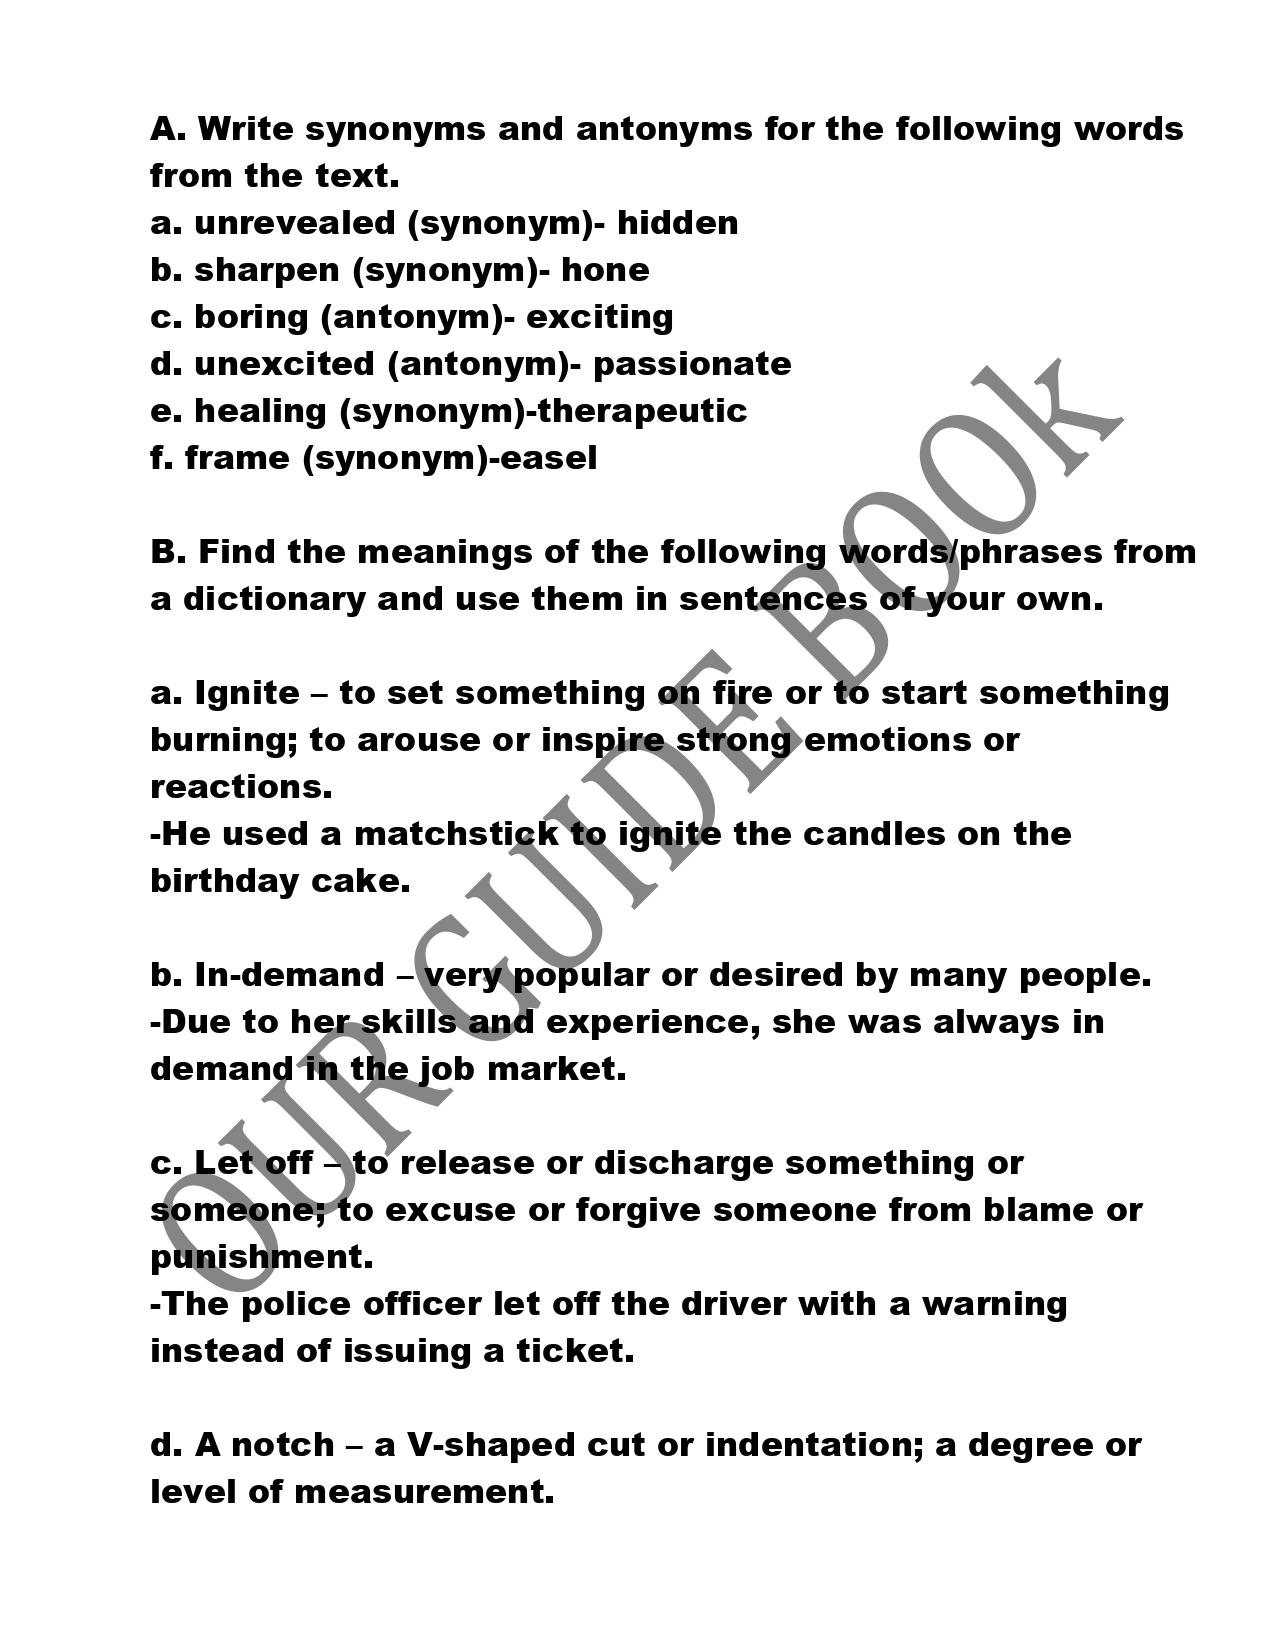 A. Write synonyms and antonyms for the following words
from the text.
a. unrevealed (synonym)- hidden
b. sharpen (synonym)- hone
c. boring (antonym)- exciting
d. unexcited (antonym)- passionate
e. healing (synonym)-therapeutic
f. frame (synonym)-easel
B. Find the meanings of the following words/phrases from
a dictionary and use them in sentences of your own.
a. Ignite – to set something on fire or to start something
burning; to arouse or inspire strong emotions or
reactions.
-He used a matchstick to ignite the candles on the
birthday cake.
b. In-demand – very popular or desired by many people.
-Due to her skills and experience, she was always in
demand in the job market.
c. Let off – to release or discharge something or
someone; to excuse or forgive someone from blame or
punishment.
-The police officer let off the driver with a warning
instead of issuing a ticket.
d. A notch – a V-shaped cut or indentation; a degree or
level of measurement.
OUR GUIDE BOOk